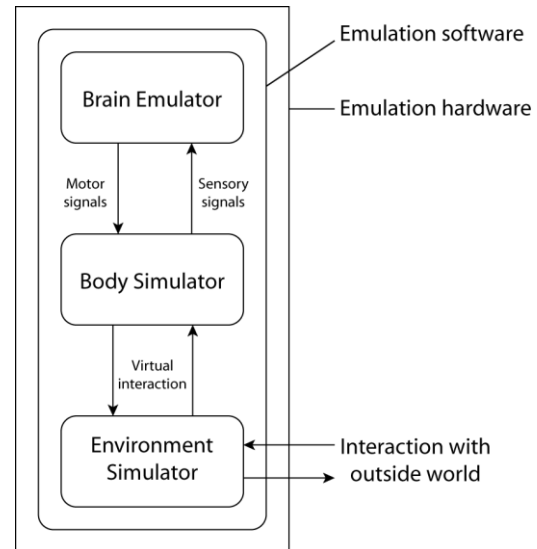 Emulation software
Brain Emulator
Emulation hardware
Motor
signals
Sensory
signals
Body Simulator
Virtual
interaction
Environment
Simulator
Interaction with
outside world